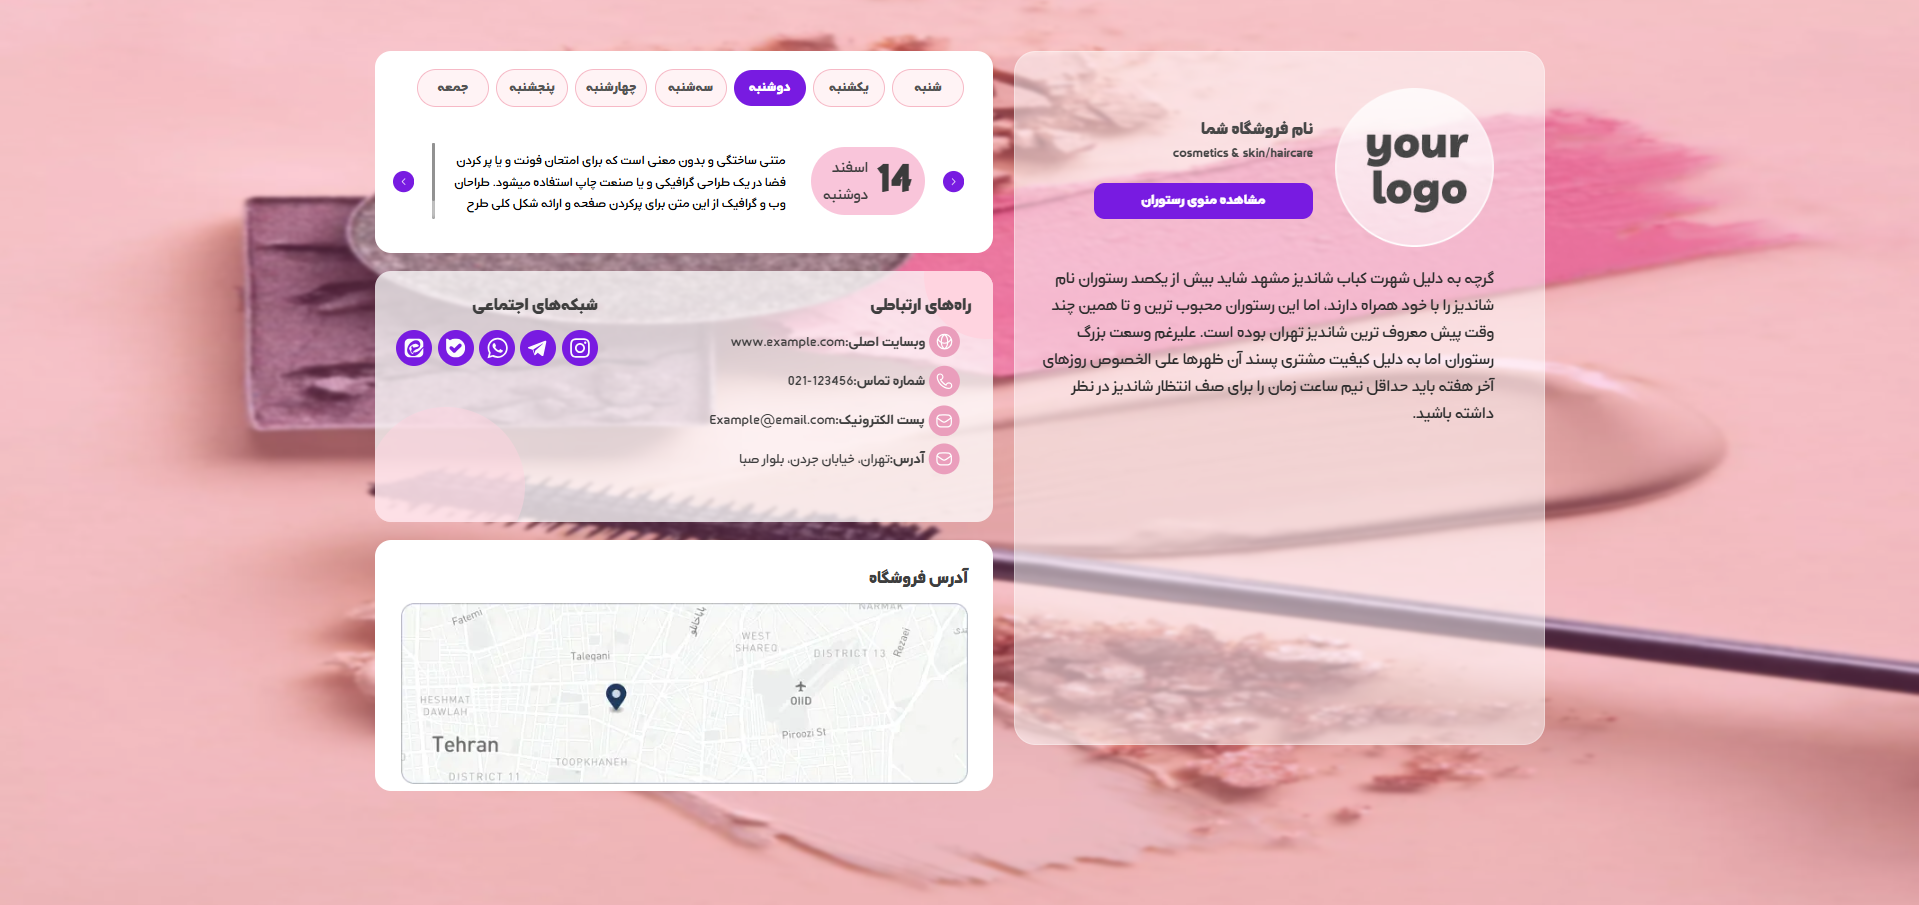 your
logo
نام فروشگاه شما
cosmetics & skin/haircare
مشاهده منوی رستوران
گرچه به دلیل شهرت کباب شاندیز مشهد شاید بیش از یکصد رستوران نام
شاندیز را با خود همراه دارند، اما این رستوران محبوب ترین و تا همین چند
وقت پیش معروف ترین شاندیز تهران بوده است. علیرغم وسعت بزرگ
رستوران اما به دلیل کیفیت مشتری پسند آن ظهرها علی الخصوص روزهای
آخر هفته باید حداقل نیم ساعت زمان را برای صف انتظار شاندیز در نظر
داشته باشید.
شنبه
یکشنبه
دوشنبه
سه‌شنبه
چهارشنبه
پنجشنبه
جمعه
14
اسفند
دوشنبه
متنی ساختگی و بدون معنی است که برای امتحان فونت و یا پر کردن
فضا در یک طراحی گرافیکی و یا صنعت چاپ استفاده میشود. طراحان
وب و گرافیک از این متن برای پرکردن صفحه و ارائه شکل کلی طرح
راه‌های ارتباطی
وبسایت اصلی:www.example.com
شماره تماس:021-123456
پست الکترونیک:Example@email.com
آدرس:تهران، خیابان جردن، بلوار صبا
شبکه‌های اجتماعی
آدرس فروشگاه
Fatemi
باباخانلو
NARMAK
WEST
SHAREQ
Rezaei
Taleqani
DISTRICT 13
HESHMAT
DAWLAH
OIID
Piroozi St
Tehran
TOOPKHANEH
DISTRICT 11